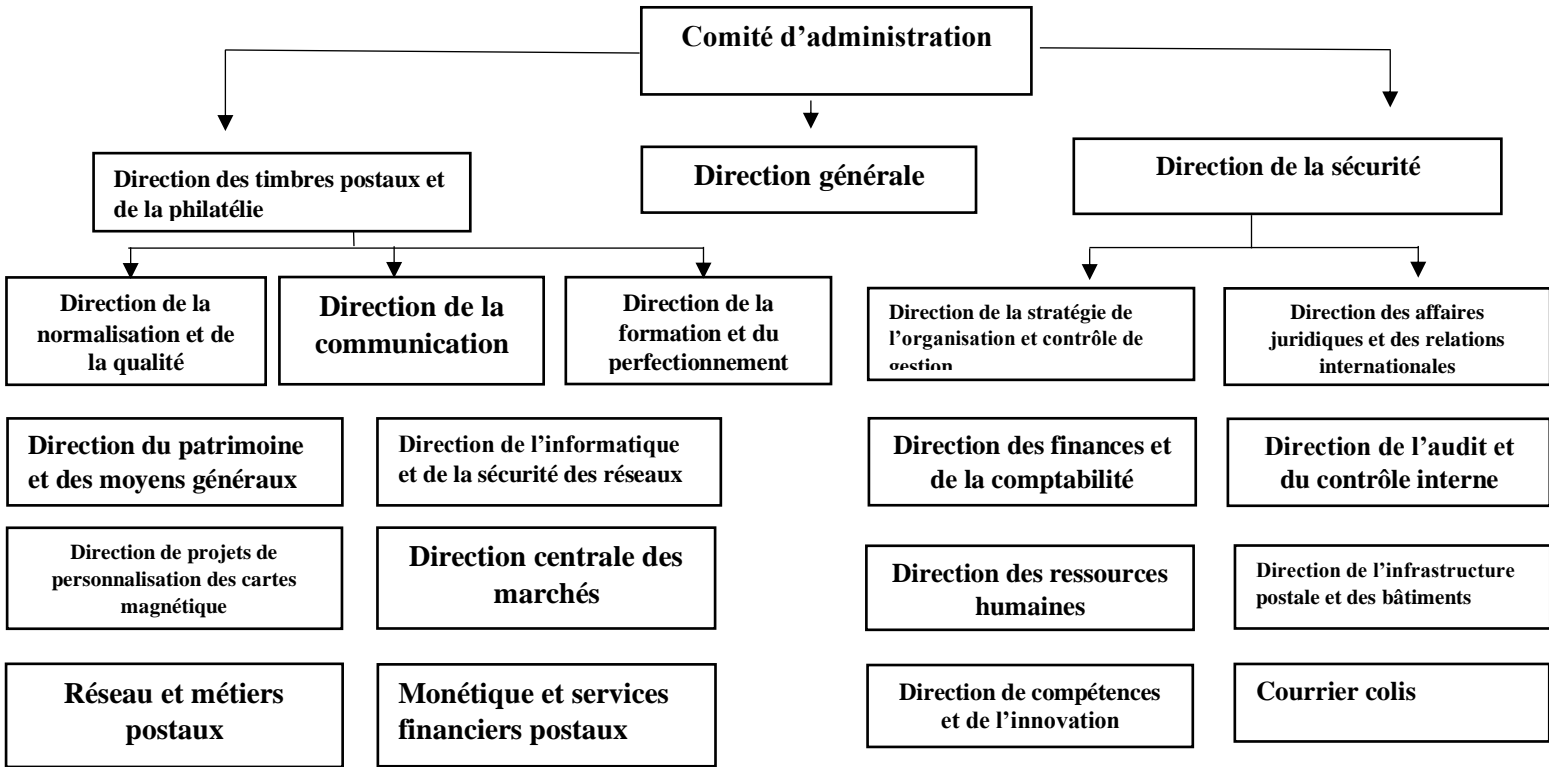 Comité d’administration
Direction des timbres postaux et
de la philatélie
Direction générale
Direction de la sécurité
Direction de la
normalisation et de
la qualité
Direction de la
communication
Direction de la
formation et du
perfectionnement
Direction de la stratégie de
l’organisation et contrôle de
gestion
Direction des affaires
juridiques et des relations
internationales
Direction du patrimoine
et des moyens généraux
Direction de l’informatique
et de la sécurité des réseaux
Direction des finances et
de la comptabilité
Direction de l’audit et
du contrôle interne
Direction de projets de
personnalisation des cartes
magnétique
Direction centrale des
marchés
Direction des ressources
humaines
Direction de l’infrastructure
postale et des bâtiments
Réseau et métiers
postaux
Monétique et services
financiers postaux
Direction de compétences
et de l’innovation
Courrier colis